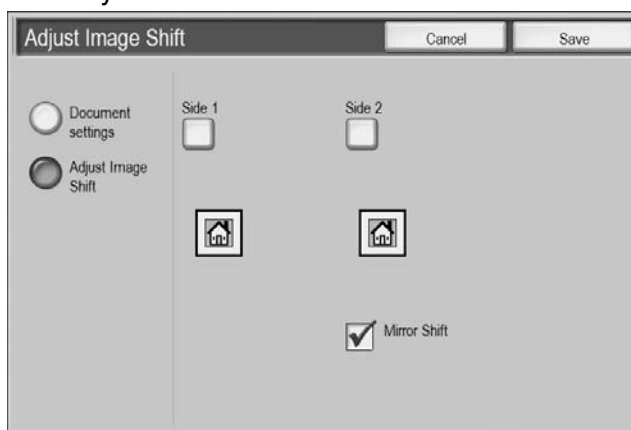 Adjust Image Shift
Cancel
Save
Document
settings
Adjust Image
Shift
Side 1
Side 2
Mirror Shift